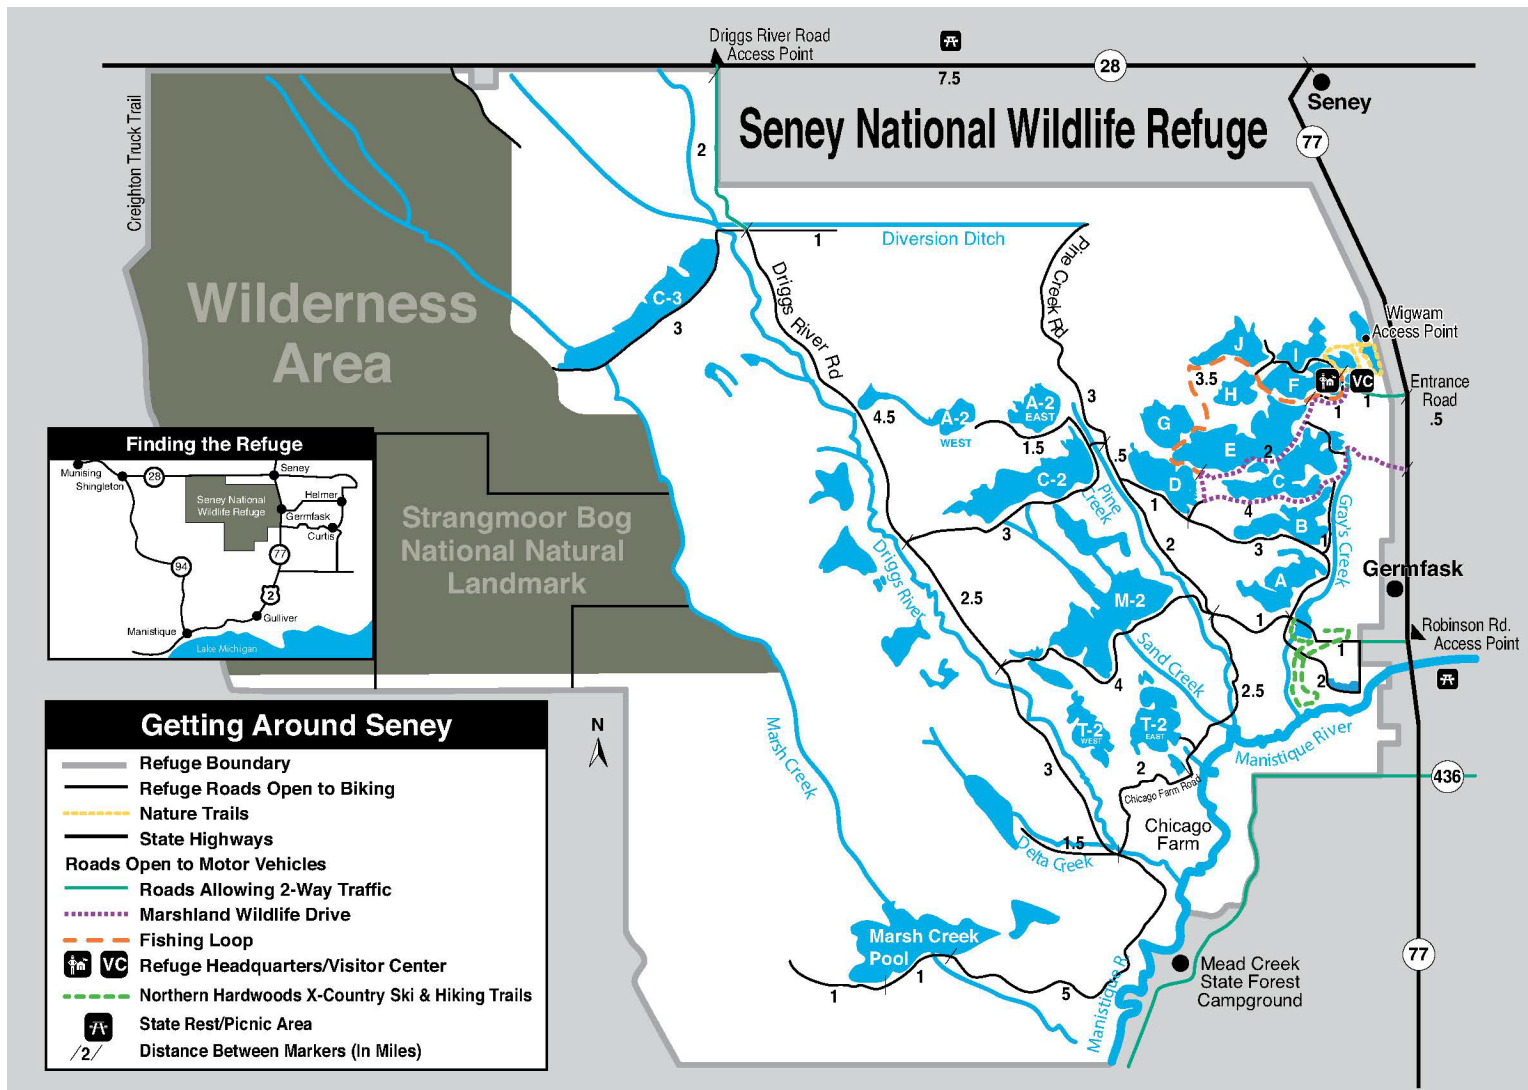 Driggs River Road
Access Point
28
7.5
Seney
Seney National Wildlife Refuge
77
Creighton Truck Trail
2
Diversion Ditch
1
Pine Creek Rd
Wilderness
Area
C-3
3
Driggs River Rd
Wigwam
Access Point
J
I
3.5
H
F
VC
1
1
Entrance
Road
.5
4.5
A-2
WEST
A-2
EAST
3
G
1.5
.5
E
2
C-2
D
C
Pine
Creek
1
4
B
1
Gray's Creek
3
2
3
A
Germfask
Finding the Refuge
Munising
Shingleton
28
Seney
Seney National
Wildlife Refuge
Helmer
Germfask
Curtis
77
94
2
Gulliver
Manistique
Lake Michigan
Strangmoor Bog
National Natural
Landmark
Driggs River
2.5
M-2
1
Robinson Rd.
Access Point
1
Sand Creek
4
2.5
2
Manistique River
T-2
WEST
T-2
EAST
Marsh Creek
3
2
Chicago Farm Road
436
Chicago
Farm
1.5
Delta Creek
Marsh Creek
Pool
1
1
5
Manistique R.
Mead Creek
State Forest
Campground
77
N
Getting Around Seney
Refuge Boundary
Refuge Roads Open to Biking
Nature Trails
State Highways
Roads Open to Motor Vehicles
Roads Allowing 2-Way Traffic
Marshland Wildlife Drive
Fishing Loop
VC Refuge Headquarters/Visitor Center
Northern Hardwoods X-Country Ski & Hiking Trails
State Rest/Picnic Area
/2/ Distance Between Markers (In Miles)